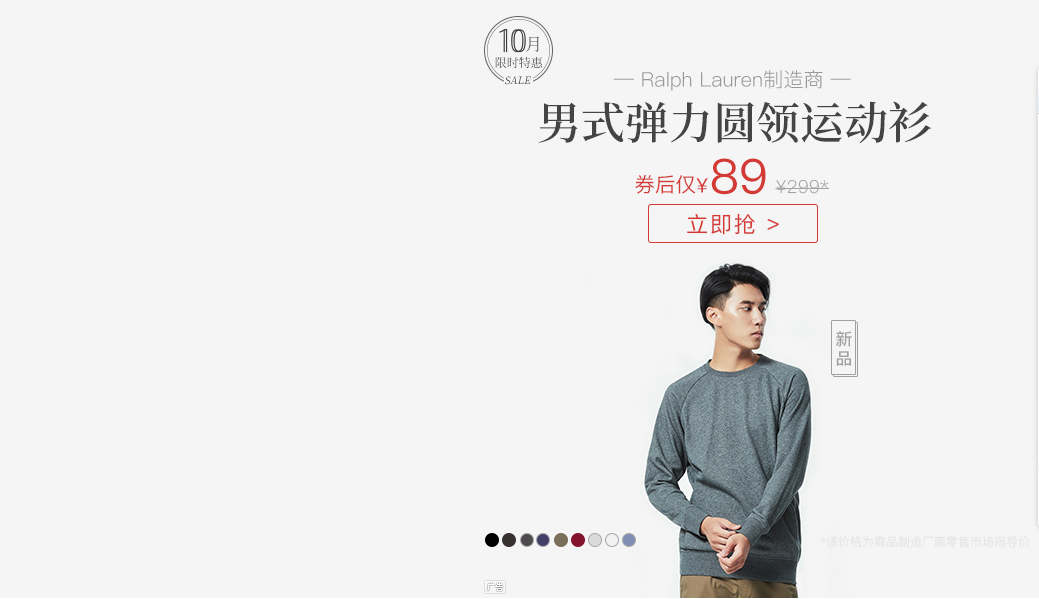 10月
限时特惠
SALE
— Ralph Lauren制造商 —
男式弹力圆领运动衫
券后仅¥89 ¥299*
立即抢 >
新品
*该价格为商品制造厂商零售市场指导价
广告